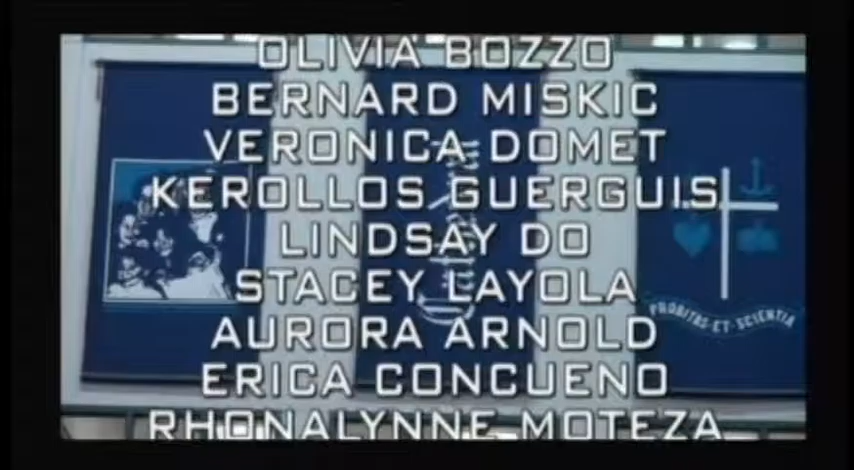 OLIVIA BOZZO
BERNARD MISKIC
VERONICA DOMET
KEROLLOS GUERGUIS
LINDSAY DO
STACEY LAYOLA
AURORA ARNOLD
ERICA CONCUENO
RHONALYNNE MOTEZA
PROBITAS·ET·SCIENTIA